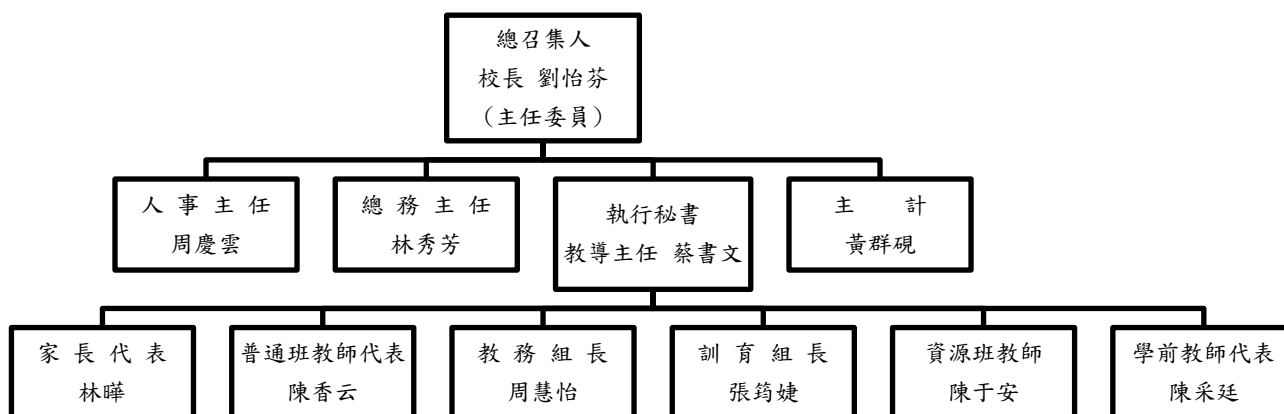 總召集人
校長 劉怡芬
（主任委員）
人事主任
周慶雲
總務主任
林秀芳
執行秘書
教導主任 蔡書文
主 計
黃群硯
家長代表
林曄
普通班教師代表
陳香云
教務組長
周慧怡
訓育組長
張筠婕
資源班教師
陳于安
學前教師代表
陳采廷